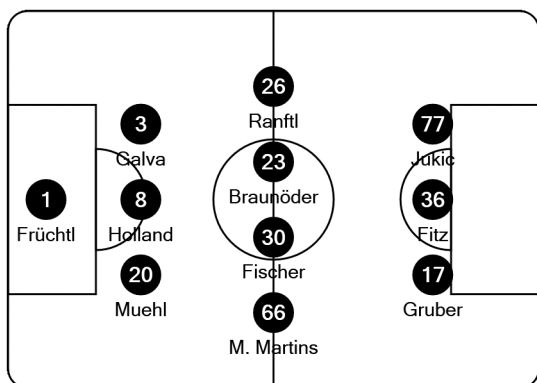 26
Ranftl
3
77
Galva
Jukic
23
Braunöder
1
8
36
Früchtl
Holland
Fitz
30
Fischer
20
17
Muehl
Gruber
66
M. Martins